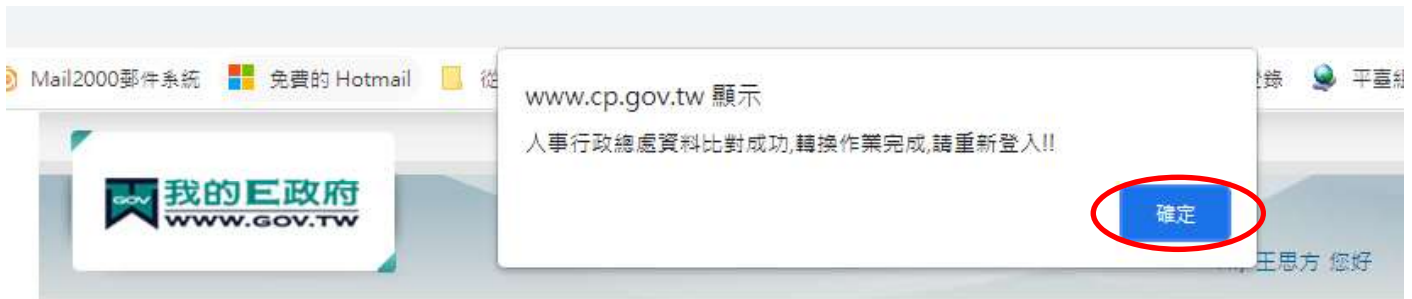 Mail2000郵件系統 免費的 Hotmail 從 錄 平臺組
www.cp.gov.tw 顯示
人事行政總處資料比對成功,轉換作業完成,請重新登入!!
GOV 我的E政府
WWW.GOV.TW
確定
王思方 您好